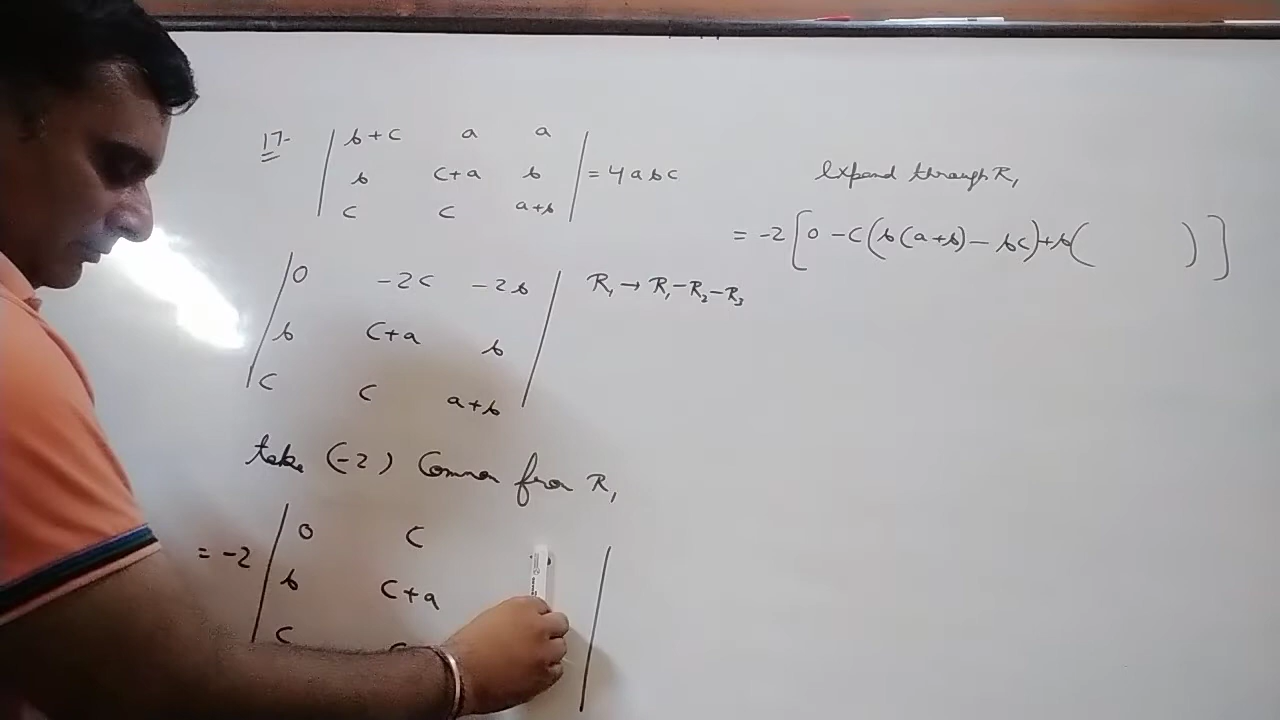 17.
| b+c a a |
| b c+a b | = 4abc
| c c a+b |
| 0 -2c -2b | R₁ → R₁-R₂-R₃
| b c+a b |
| c c a+b |
take (-2) Common from R₁
= -2 | 0 c
b c+a
c
expand through R₁
= -2 [ 0 -c(b(a+b) - bc) +b( ) ]